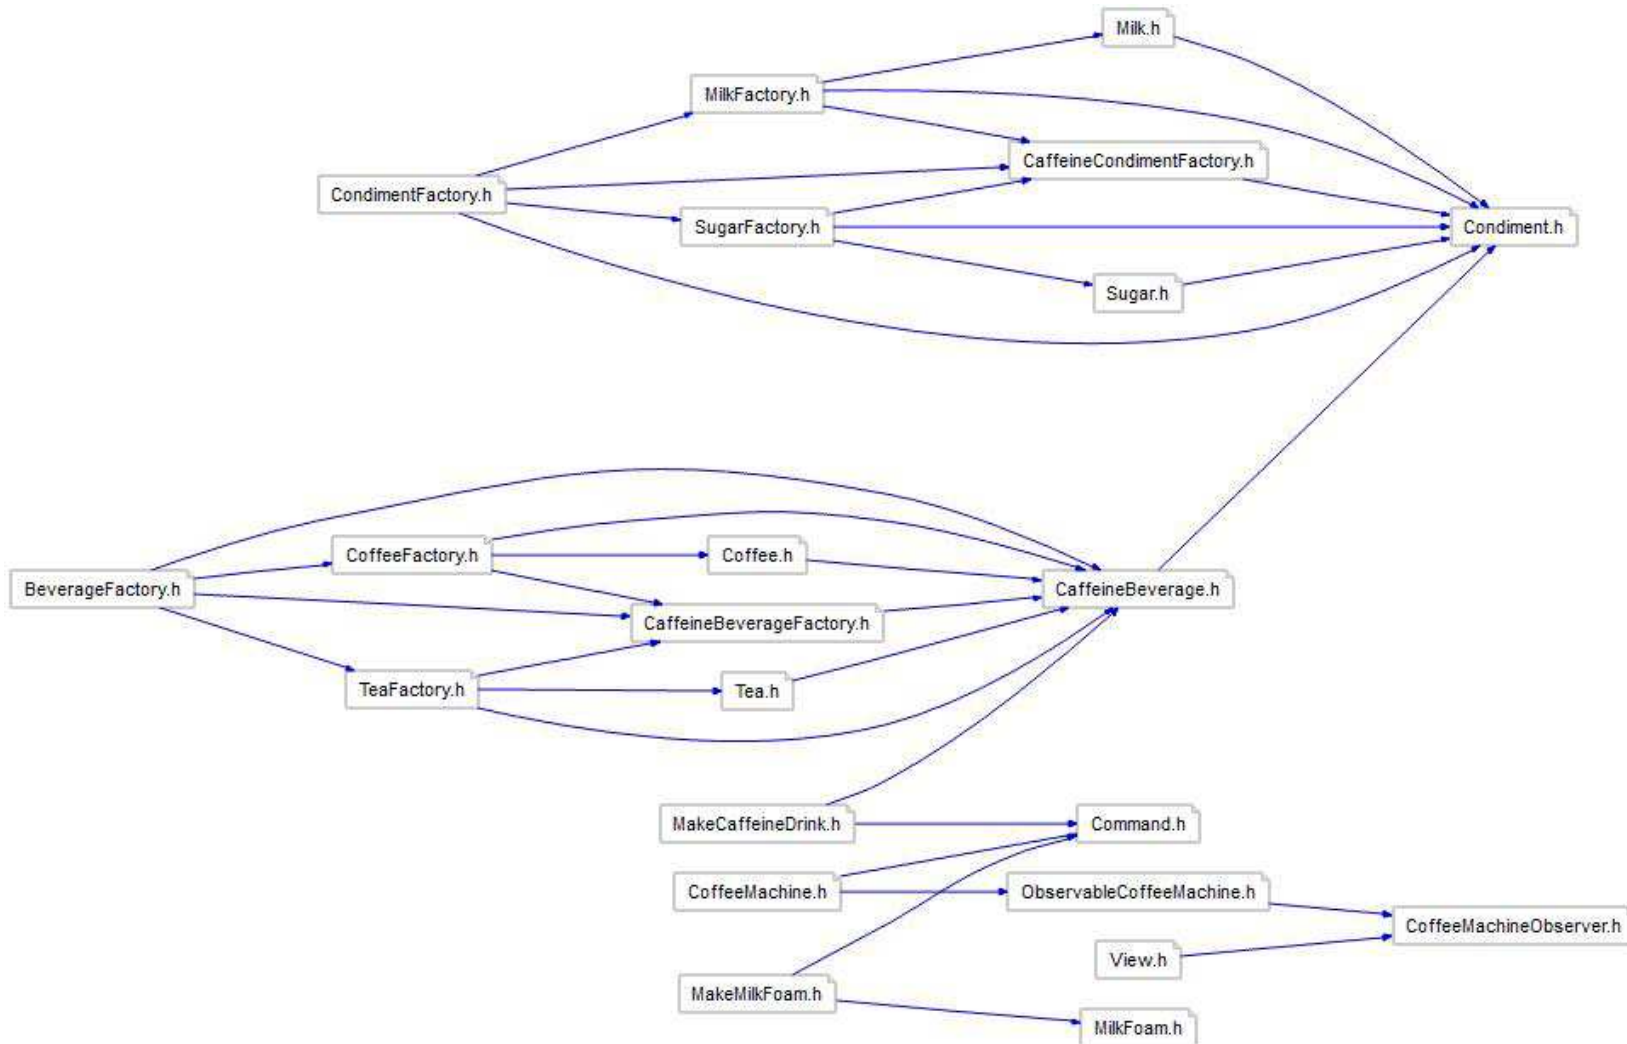 Milk.h
MilkFactory.h
CaffeineCondimentFactory.h
CondimentFactory.h
SugarFactory.h
Condiment.h
Sugar.h
CoffeeFactory.h
Coffee.h
BeverageFactory.h
CaffeineBeverage.h
CaffeineBeverageFactory.h
TeaFactory.h
Tea.h
MakeCaffeineDrink.h
Command.h
CoffeeMachine.h
ObservableCoffeeMachine.h
CoffeeMachineObserver.h
View.h
MakeMilkFoam.h
MilkFoam.h